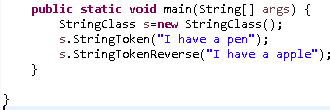 public static void main(String[] args) {
StringClass s=new StringClass();
s.StringToken("I have a pen");
s.StringTokenReverse("I have a apple");
}
}